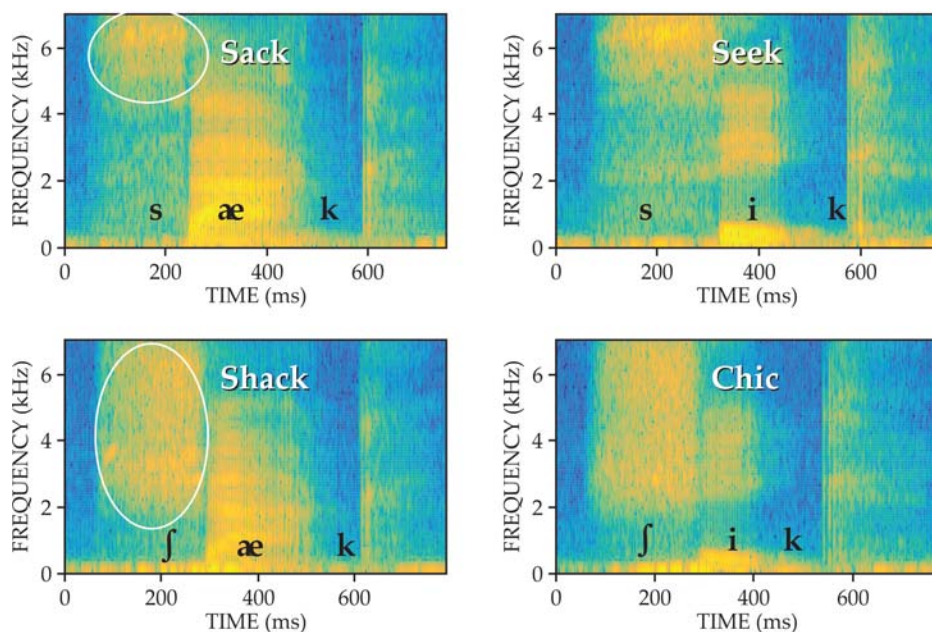 Sack
FREQUENCY (kHz)
6
4
2
0
s æ k
0 200 400 600
TIME (ms)
Seek
FREQUENCY (kHz)
6
4
2
0
s i k
0 200 400 600
TIME (ms)
Shack
FREQUENCY (kHz)
6
4
2
0
ʃ æ k
0 200 400 600
TIME (ms)
Chic
FREQUENCY (kHz)
6
4
2
0
ʃ i k
0 200 400 600
TIME (ms)